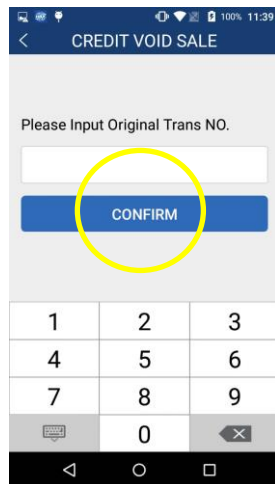 100% 11:39
CREDIT VOID SALE
Please Input Original Trans NO.
CONFIRM
1 2 3
4 5 6
7 8 9
0